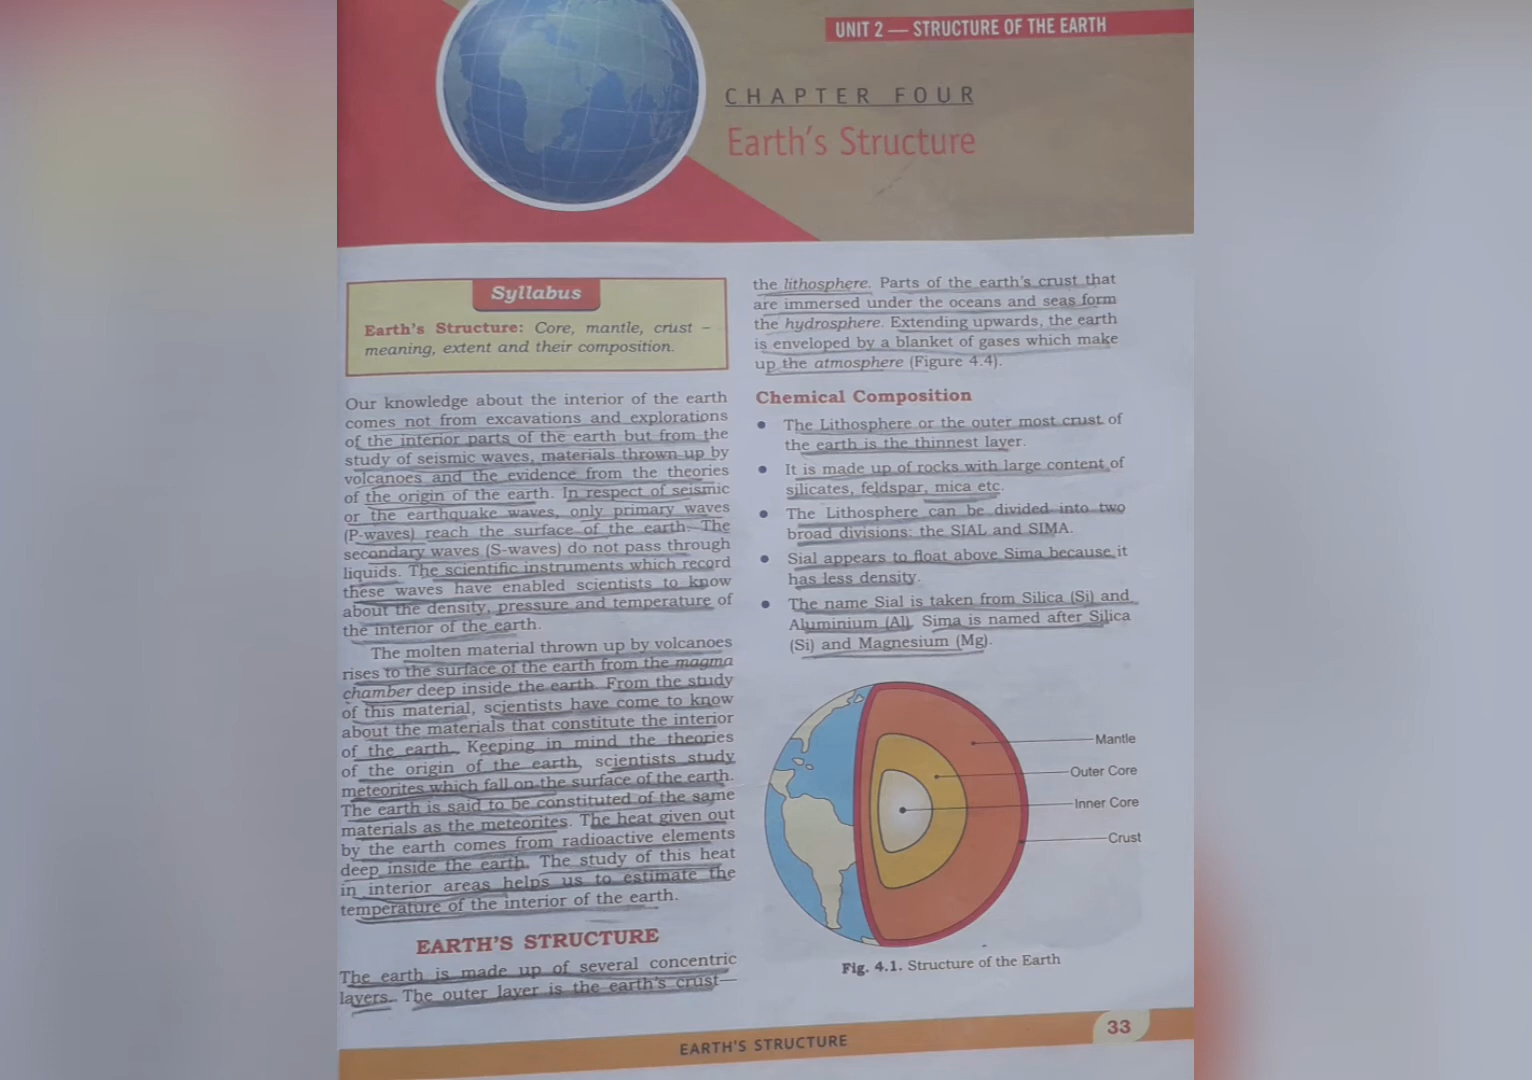 UNIT 2 — STRUCTURE OF THE EARTH
CHAPTER FOUR
Earth's Structure
Syllabus
Earth's Structure: Core, mantle, crust –
meaning, extent and their composition.
Our knowledge about the interior of the earth
comes not from excavations and explorations
of the interior parts of the earth but from the
study of seismic waves, materials thrown up by
volcanoes and the evidence from the theories
of the origin of the earth. In respect of seismic
or the earthquake waves, only primary waves
(P-waves) reach the surface of the earth. The
secondary waves (S-waves) do not pass through
liquids. The scientific instruments which record
these waves have enabled scientists to know
about the density, pressure and temperature of
the interior of the earth.
The molten material thrown up by volcanoes
rises to the surface of the earth from the magma
chamber deep inside the earth. From the study
of this material, scientists have come to know
about the materials that constitute the interior
of the earth. Keeping in mind the theories
of the origin of the earth, scientists study
meteorites which fall on the surface of the earth.
The earth is said to be constituted of the same
materials as the meteorites. The heat given out
by the earth comes from radioactive elements
deep inside the earth. The study of this heat
in interior areas helps us to estimate the
temperature of the interior of the earth.
EARTH'S STRUCTURE
The earth is made up of several concentric
layers. The outer layer is the earth's crust—
the lithosphere. Parts of the earth's crust that
are immersed under the oceans and seas form
the hydrosphere. Extending upwards, the earth
is enveloped by a blanket of gases which make
up the atmosphere (Figure 4.4).
Chemical Composition
• The Lithosphere or the outer most crust of
the earth is the thinnest layer.
• It is made up of rocks with large content of
silicates, feldspar, mica etc.
• The Lithosphere can be divided into two
broad divisions: the SIAL and SIMA.
• Sial appears to float above Sima because it
has less density.
• The name Sial is taken from Silica (Si) and
Aluminium (Al). Sima is named after Silica
(Si) and Magnesium (Mg).
Mantle
Outer Core
Inner Core
Crust
Fig. 4.1. Structure of the Earth
EARTH'S STRUCTURE
33